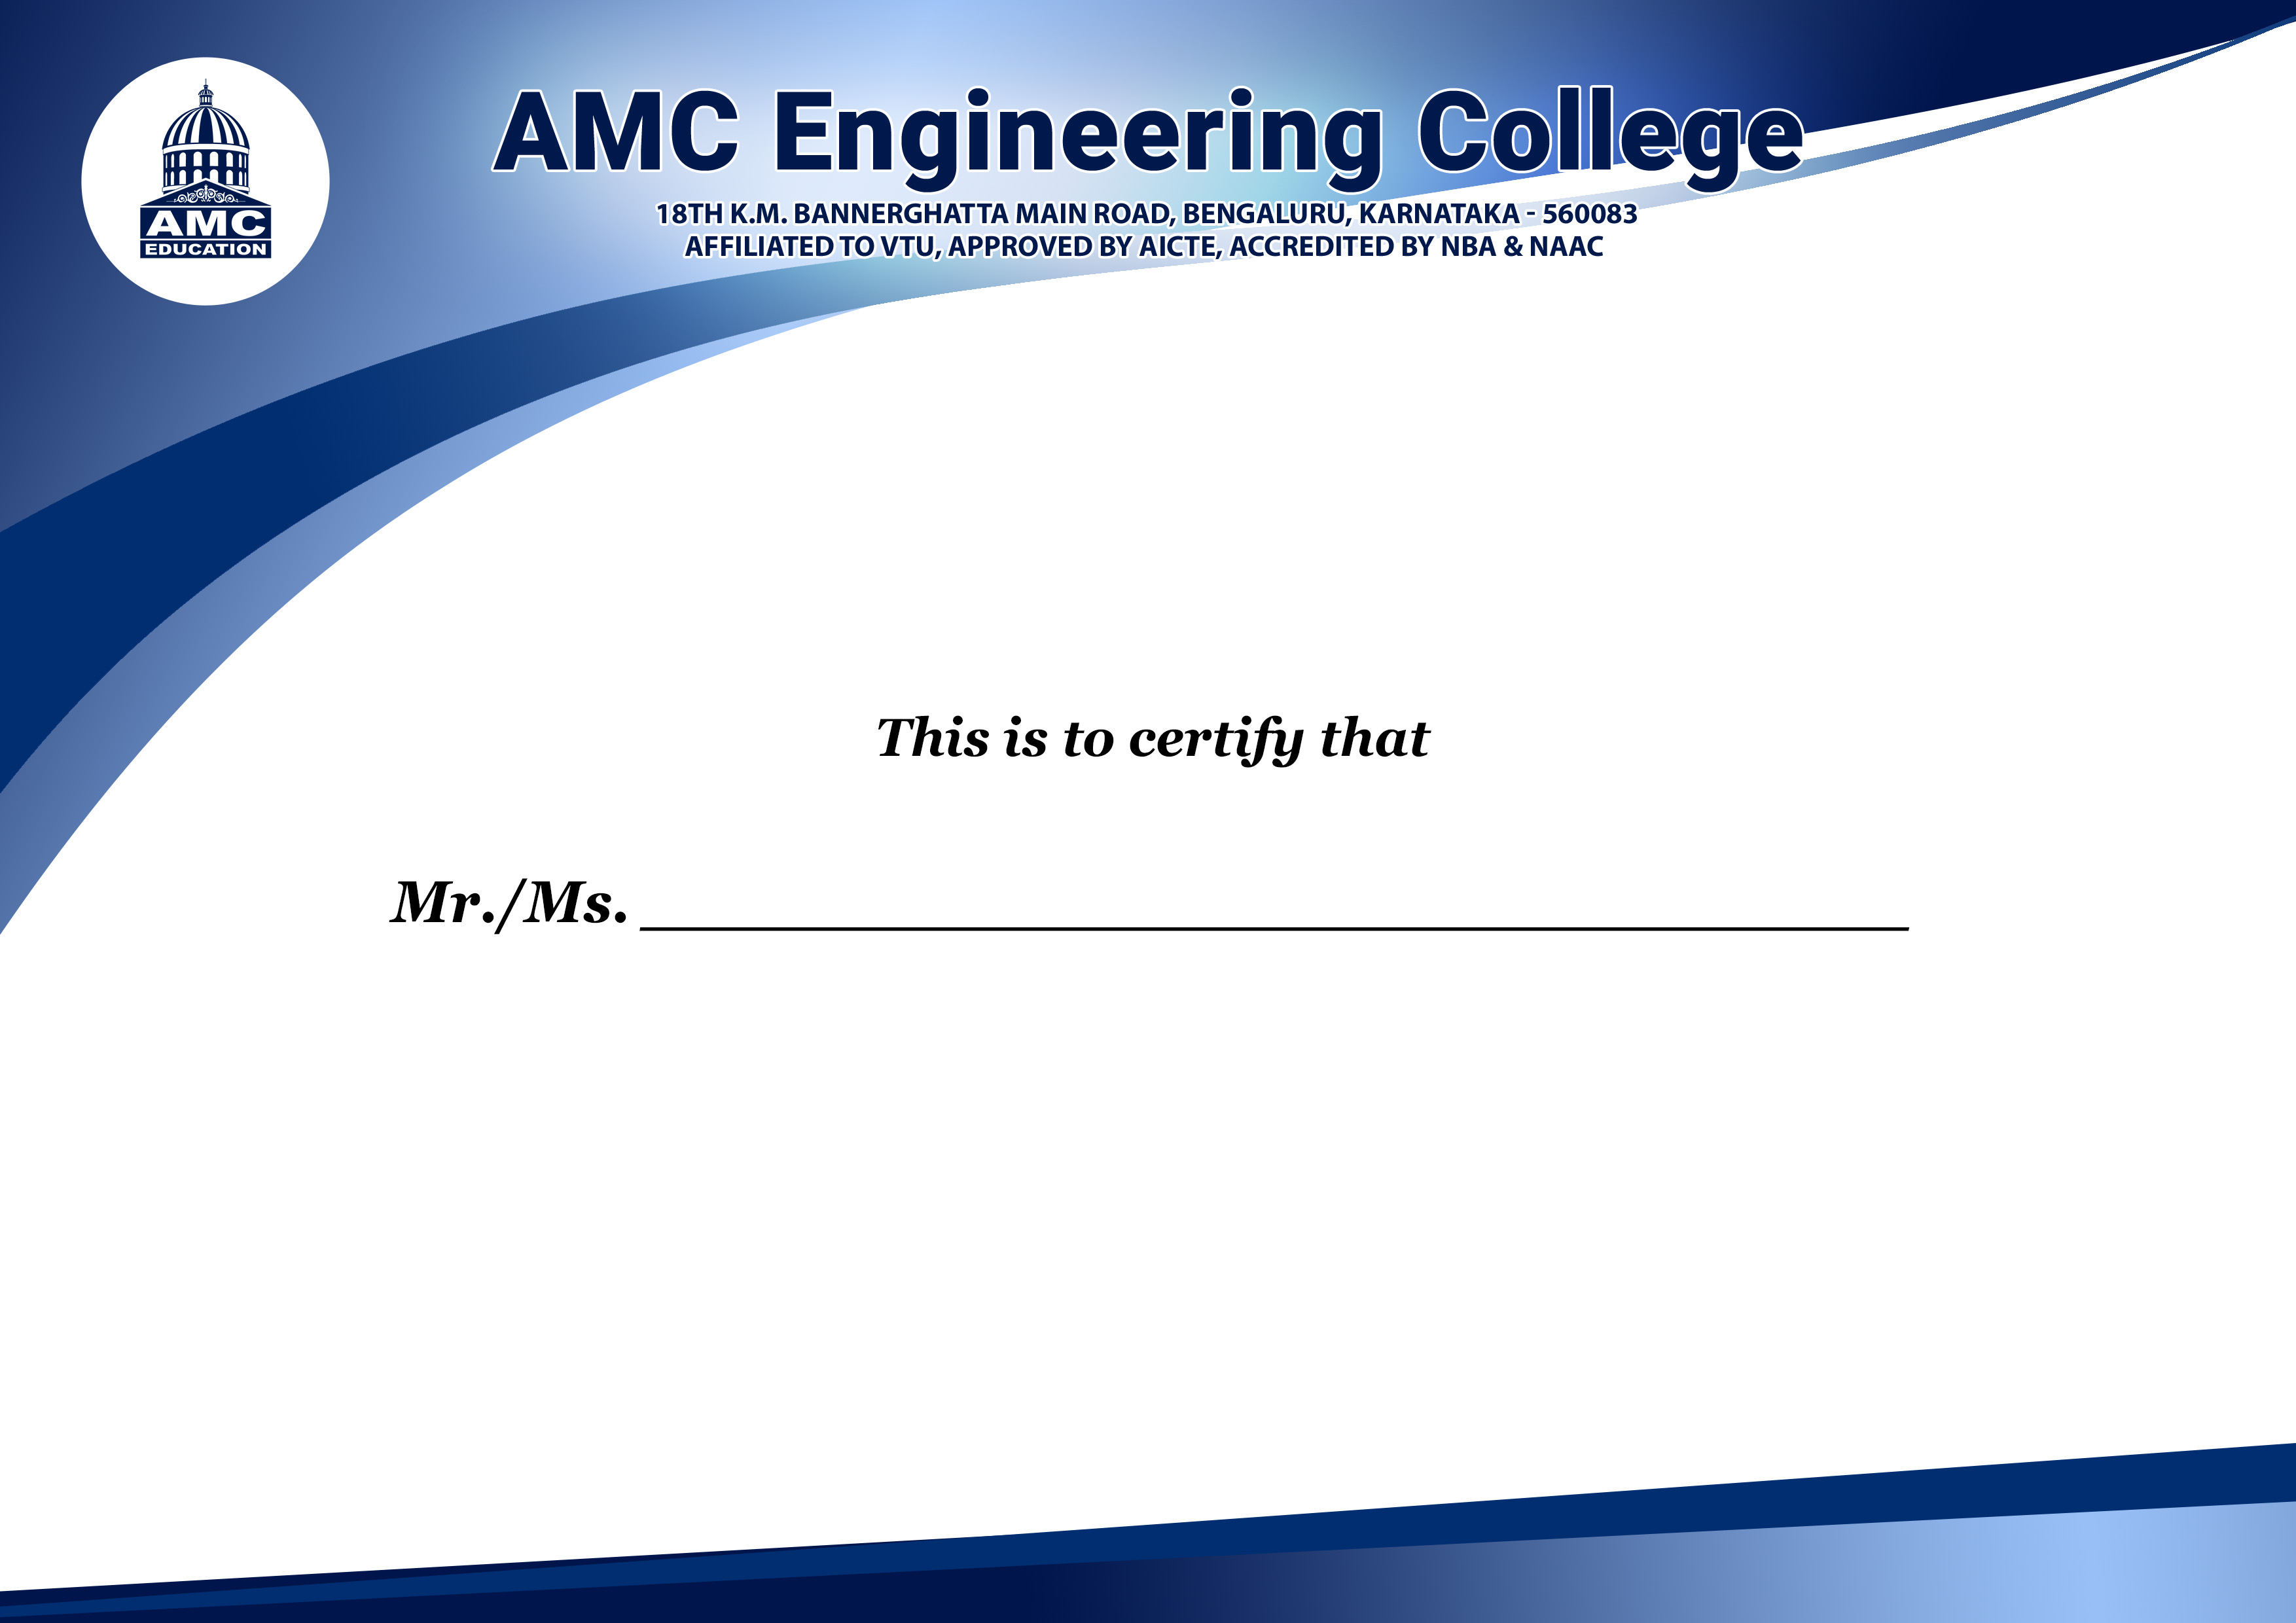 AMC Engineering College
18TH K.M. BANNERGHATTA MAIN ROAD, BENGALURU, KARNATAKA - 560083
AFFILIATED TO VTU, APPROVED BY AICTE, ACCREDITED BY NBA & NAAC
AMC
EDUCATION
This is to certify that
Mr./Ms.